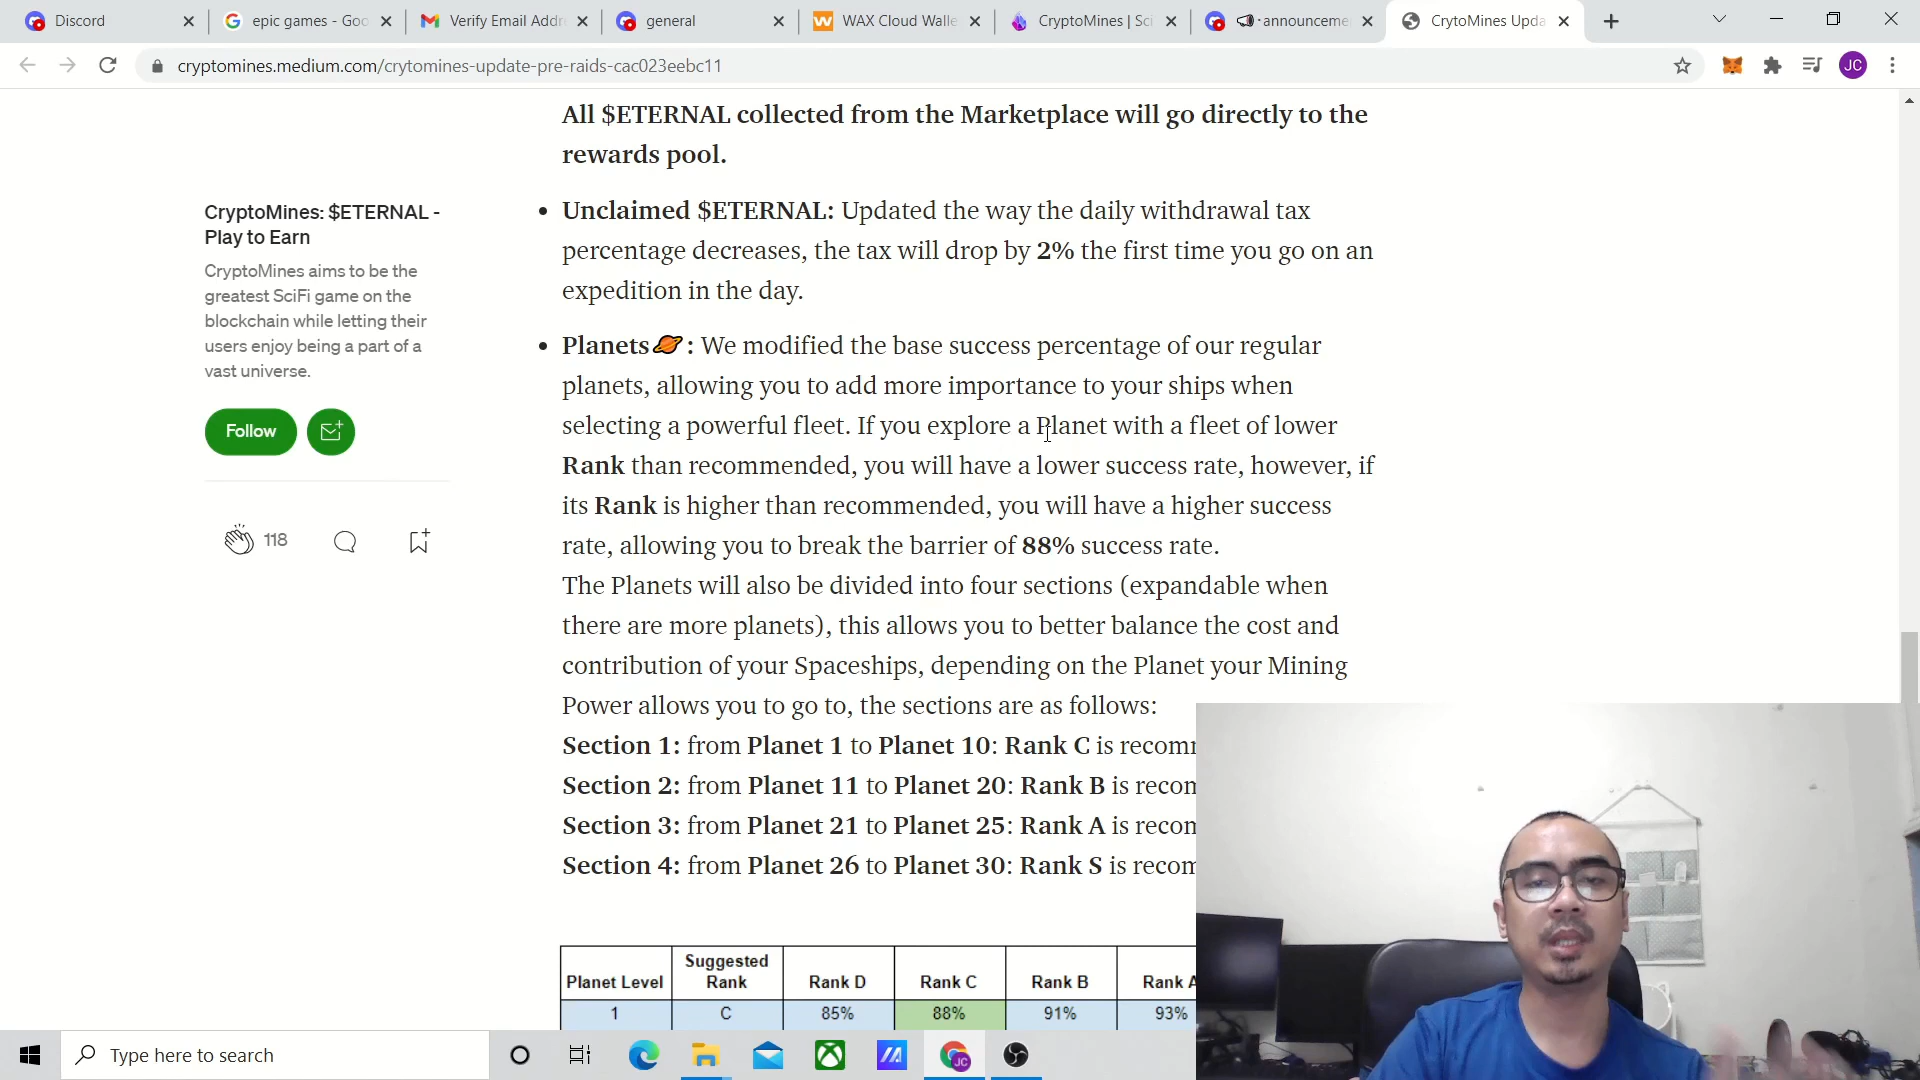 Discord
epic games - Goo
Verify Email Addre
general
WAX Cloud Walle
CryptoMines | Sci
announceme
CrytoMines Upda
cryptomines.medium.com/crytomines-update-pre-raids-cac023eebc11
JC
All $ETERNAL collected from the Marketplace will go directly to the
rewards pool.
CryptoMines: $ETERNAL -
Play to Earn
CryptoMines aims to be the
greatest SciFi game on the
blockchain while letting their
users enjoy being a part of a
vast universe.
Follow
118
• Unclaimed $ETERNAL: Updated the way the daily withdrawal tax
percentage decreases, the tax will drop by 2% the first time you go on an
expedition in the day.
• Planets🪐: We modified the base success percentage of our regular
planets, allowing you to add more importance to your ships when
selecting a powerful fleet. If you explore a Planet with a fleet of lower
Rank than recommended, you will have a lower success rate, however, if
its Rank is higher than recommended, you will have a higher success
rate, allowing you to break the barrier of 88% success rate.
The Planets will also be divided into four sections (expandable when
there are more planets), this allows you to better balance the cost and
contribution of your Spaceships, depending on the Planet your Mining
Power allows you to go to, the sections are as follows:
Section 1: from Planet 1 to Planet 10: Rank C is recomm
Section 2: from Planet 11 to Planet 20: Rank B is recom
Section 3: from Planet 21 to Planet 25: Rank A is recom
Section 4: from Planet 26 to Planet 30: Rank S is recom
Planet Level Suggested Rank Rank D Rank C Rank B Rank A
1 C 85% 88% 91% 93%
Type here to search
JC